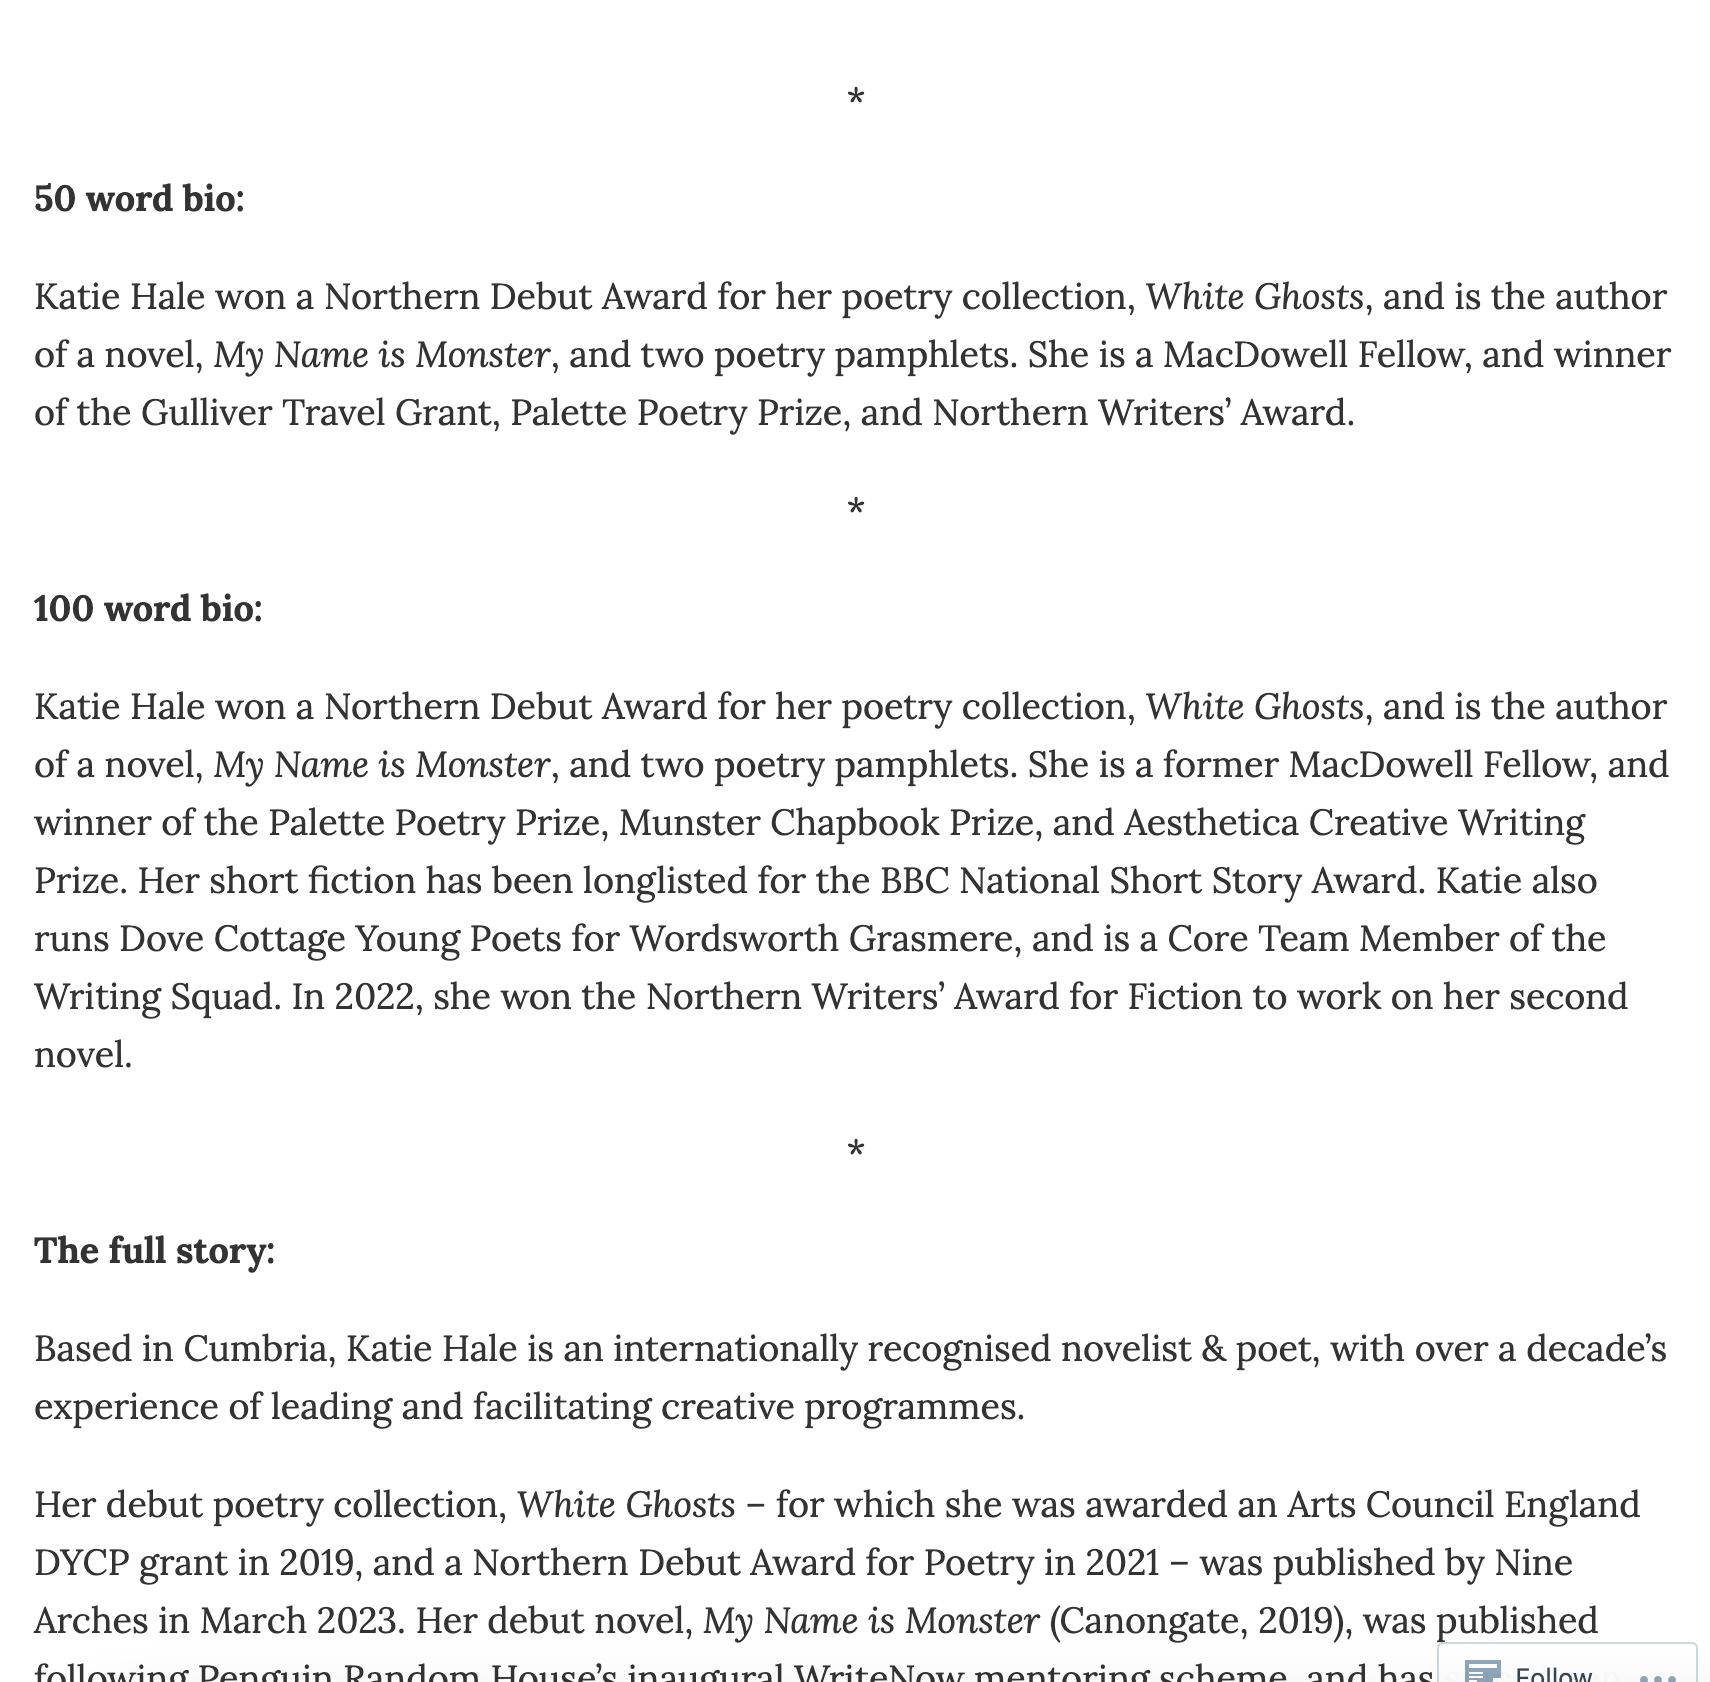 *
50 word bio:
Katie Hale won a Northern Debut Award for her poetry collection, White Ghosts, and is the author
of a novel, My Name is Monster, and two poetry pamphlets. She is a MacDowell Fellow, and winner
of the Gulliver Travel Grant, Palette Poetry Prize, and Northern Writers’ Award.
*
100 word bio:
Katie Hale won a Northern Debut Award for her poetry collection, White Ghosts, and is the author
of a novel, My Name is Monster, and two poetry pamphlets. She is a former MacDowell Fellow, and
winner of the Palette Poetry Prize, Munster Chapbook Prize, and Aesthetica Creative Writing
Prize. Her short fiction has been longlisted for the BBC National Short Story Award. Katie also
runs Dove Cottage Young Poets for Wordsworth Grasmere, and is a Core Team Member of the
Writing Squad. In 2022, she won the Northern Writers’ Award for Fiction to work on her second
novel.
*
The full story:
Based in Cumbria, Katie Hale is an internationally recognised novelist & poet, with over a decade’s
experience of leading and facilitating creative programmes.
Her debut poetry collection, White Ghosts – for which she was awarded an Arts Council England
DYCP grant in 2019, and a Northern Debut Award for Poetry in 2021 – was published by Nine
Arches in March 2023. Her debut novel, My Name is Monster (Canongate, 2019), was published
following Penguin Random House’s inaugural WriteNow mentoring scheme, and has
Follow